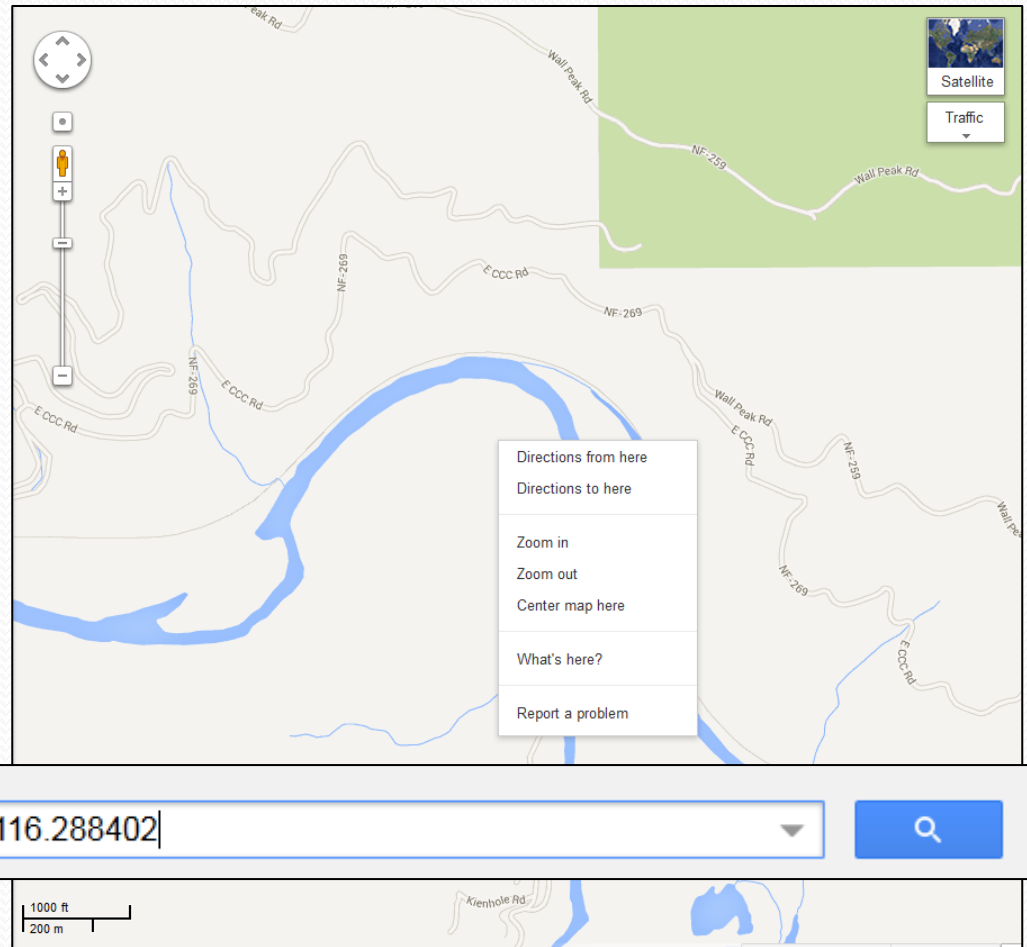 eak Rd
Wall Peak Rd
Satellite
Traffic
NF-259
Wall Peak Rd
E CCC Rd
NF-269
NF-269
NF-269
E CCC Rd
E CCC Rd
Wall Peak Rd
E CCC Rd
NF-259
Wall Pe
NF-269
E CCC Rd
Directions from here
Directions to here
Zoom in
Zoom out
Center map here
What's here?
Report a problem
116.288402
1000 ft
200 m
Kienhole Rd